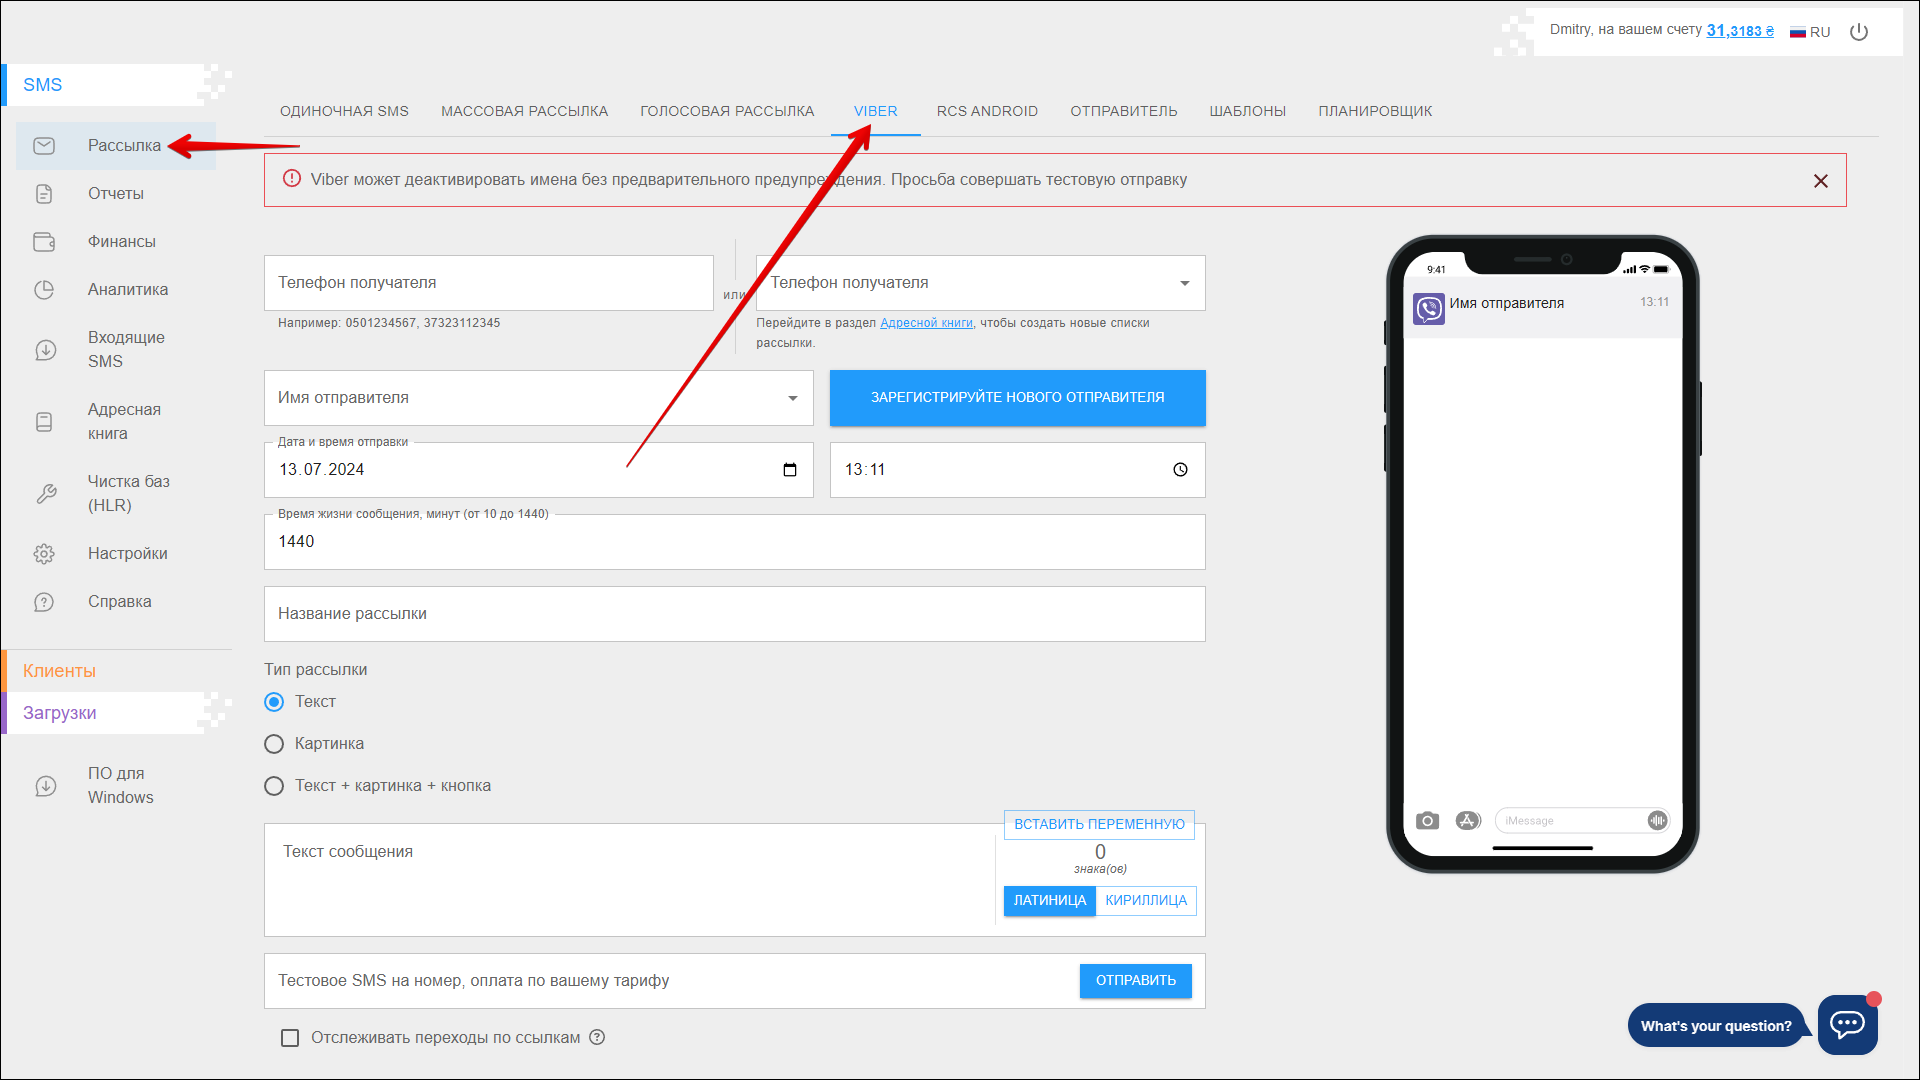 Dmitry, на вашем счету 31,3183 ₴ RU
SMS
Рассылка
Отчеты
Финансы
Аналитика
Входящие
SMS
Адресная
книга
Чистка баз
(HLR)
Настройки
Справка
Клиенты
Загрузки
ПО для
Windows
ОДИНОЧНАЯ SMS МАССОВАЯ РАССЫЛКА ГОЛОСОВАЯ РАССЫЛКА VIBER RCS ANDROID ОТПРАВИТЕЛЬ ШАБЛОНЫ ПЛАНИРОВЩИК
Viber может деактивировать имена без предварительного предупреждения. Просьба совершать тестовую отправку
Телефон получателя
Например: 0501234567, 37323112345
или
Телефон получателя
Перейдите в раздел Адресной книги, чтобы создать новые списки
рассылки.
Имя отправителя
ЗАРЕГИСТРИРУЙТЕ НОВОГО ОТПРАВИТЕЛЯ
Дата и время отправки
13.07.2024
13:11
Время жизни сообщения, минут (от 10 до 1440)
1440
Название рассылки
Тип рассылки
Текст
Картинка
Текст + картинка + кнопка
Текст сообщения
ВСТАВИТЬ ПЕРЕМЕННУЮ
0
знака(ов)
ЛАТИНИЦА КИРИЛЛИЦА
Тестовое SMS на номер, оплата по вашему тарифу
ОТПРАВИТЬ
Отслеживать переходы по ссылкам
9:41
Имя отправителя 13:11
iMessage
What's your question?